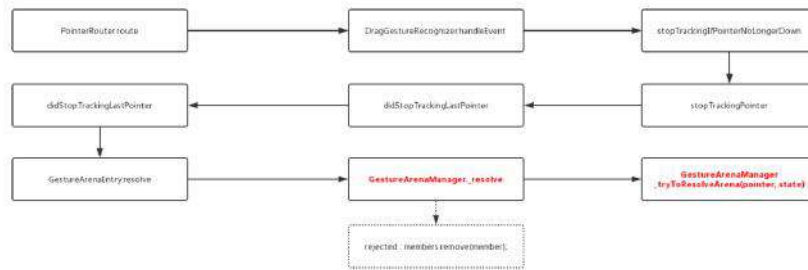 PointerRouter.route
DragGestureRecognizer.handleEvent
stopTrackingIfPointerNoLongerDown
didStopTrackingLastPointer
didStopTrackingLastPointer
stopTrackingPointer
GestureArenaEntry.resolve
GestureArenaManager._resolve
GestureArenaManager
_tryToResolveArena(pointer, state)
rejected : members.remove(member);